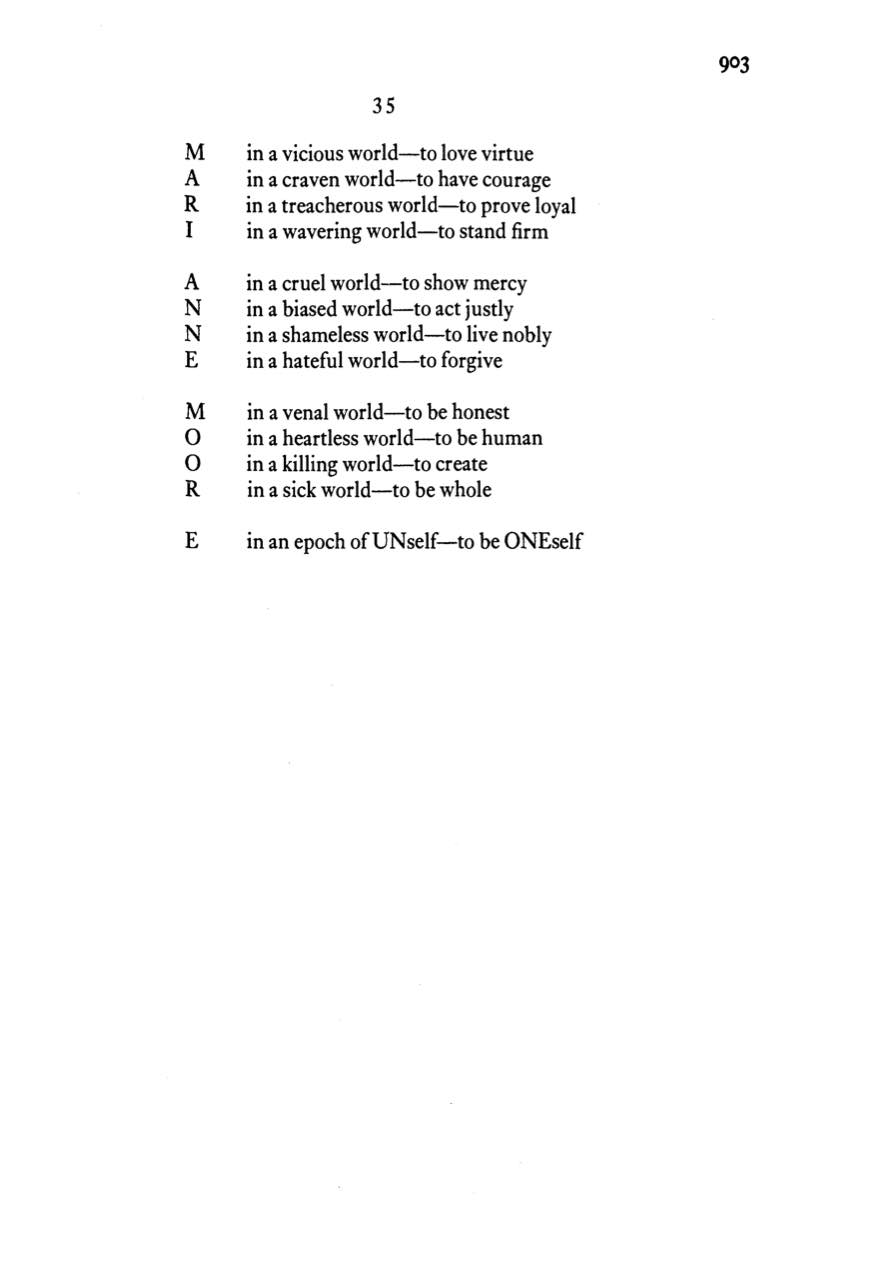 903
35
M in a vicious world—to love virtue
A in a craven world—to have courage
R in a treacherous world—to prove loyal
I in a wavering world—to stand firm
A in a cruel world—to show mercy
N in a biased world—to act justly
N in a shameless world—to live nobly
E in a hateful world—to forgive
M in a venal world—to be honest
O in a heartless world—to be human
O in a killing world—to create
R in a sick world—to be whole
E in an epoch of UNself—to be ONEself